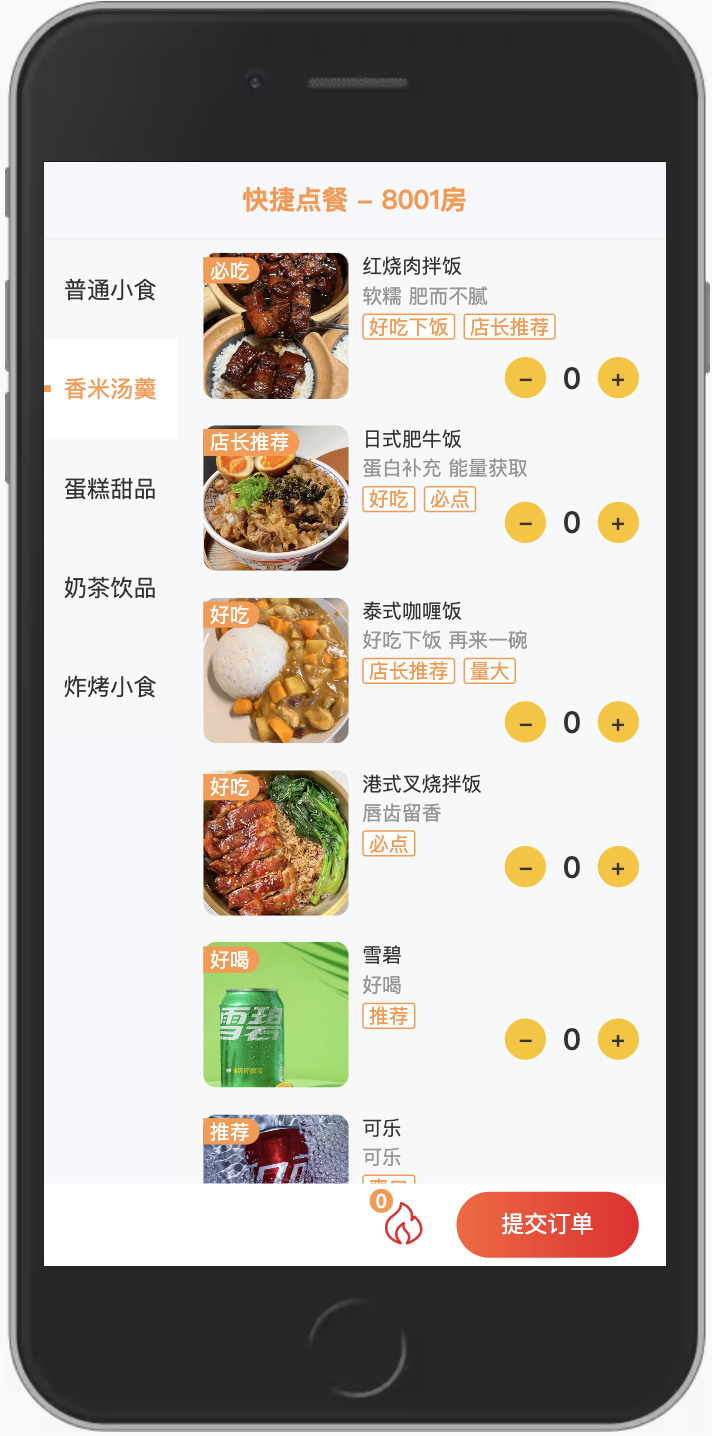 快捷点餐 – 8001房
普通小食
香米汤羹
蛋糕甜品
奶茶饮品
炸烤小食
必吃
红烧肉拌饭
软糯 肥而不腻
好吃下饭 店长推荐
− 0 +
店长推荐
日式肥牛饭
蛋白补充 能量获取
好吃 必点
− 0 +
好吃
泰式咖喱饭
好吃下饭 再来一碗
店长推荐 量大
− 0 +
好吃
港式叉烧拌饭
唇齿留香
必点
− 0 +
好喝
雪碧
好喝
推荐
− 0 +
雪碧
推荐
可乐
可乐
0
提交订单